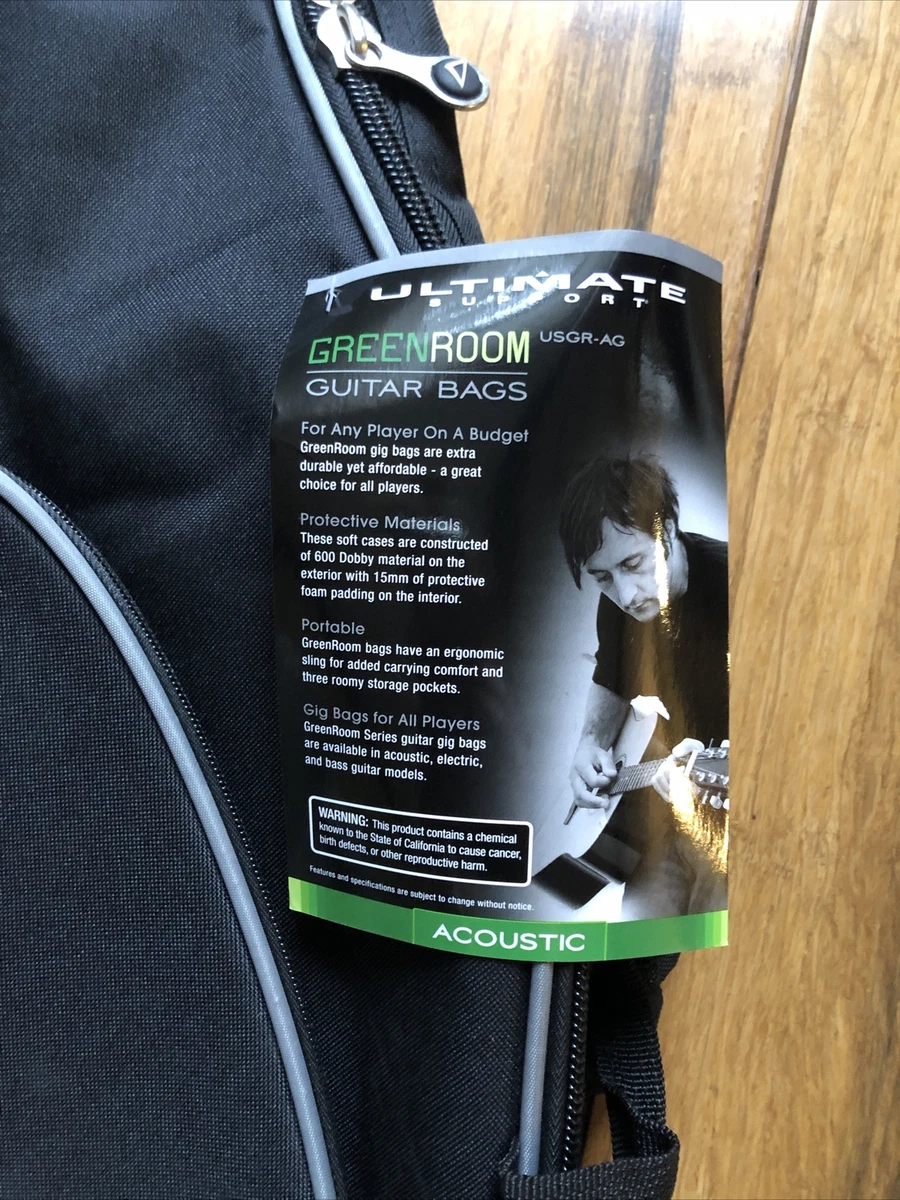 ULTIMATE
SUPPORT
GREENROOM USGR-AG
GUITAR BAGS
For Any Player On A Budget
GreenRoom gig bags are extra
durable yet affordable - a great
choice for all players.
Protective Materials
These soft cases are constructed
of 600 Dobby material on the
exterior with 15mm of protective
foam padding on the interior.
Portable
GreenRoom bags have an ergonomic
sling for added carrying comfort and
three roomy storage pockets.
Gig Bags for All Players
GreenRoom Series guitar gig bags
are available in acoustic, electric,
and bass guitar models.
WARNING: This product contains a chemical
known to the State of California to cause cancer,
birth defects, or other reproductive harm.
Features and specifications are subject to change without notice.
ACOUSTIC